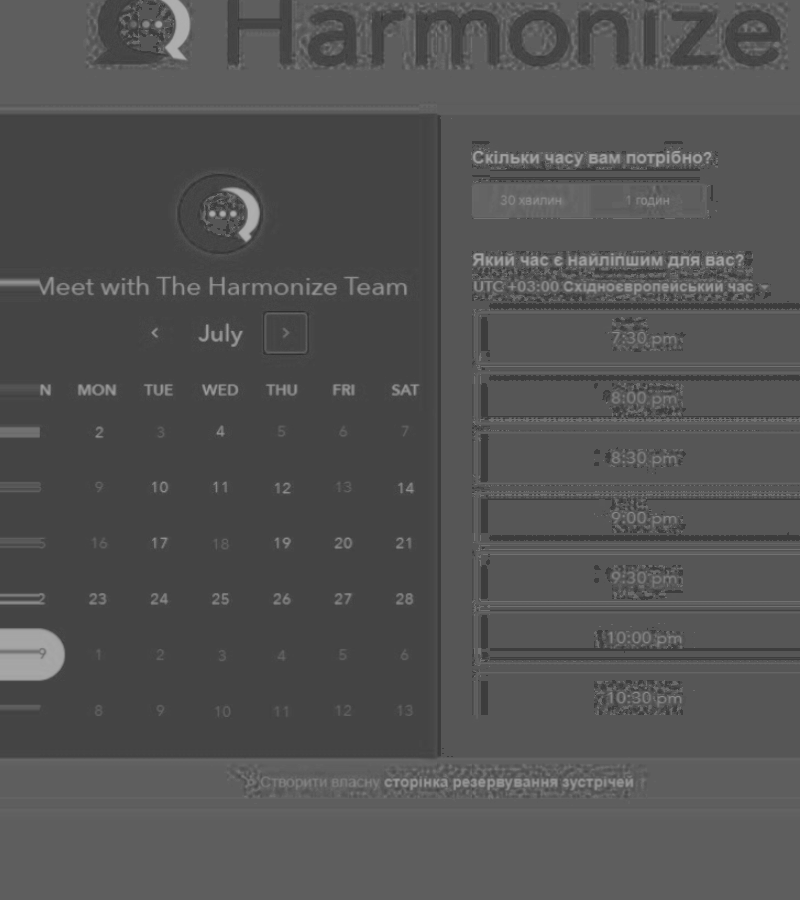 Harmonize
Meet with The Harmonize Team
‹ July ›
N MON TUE WED THU FRI SAT
2 3 4 5 6 7
9 10 11 12 13 14
5 16 17 18 19 20 21
2 23 24 25 26 27 28
9 1 2 3 4 5 6
8 9 10 11 12 13
Скільки часу вам потрібно?
30 хвилин 1 годин
Який час є найліпшим для вас?
UTC +03:00 Східноєвропейський час
7:30 pm
8:00 pm
8:30 pm
9:00 pm
9:30 pm
10:00 pm
10:30 pm
Створити власну сторінка резервування зустрічей